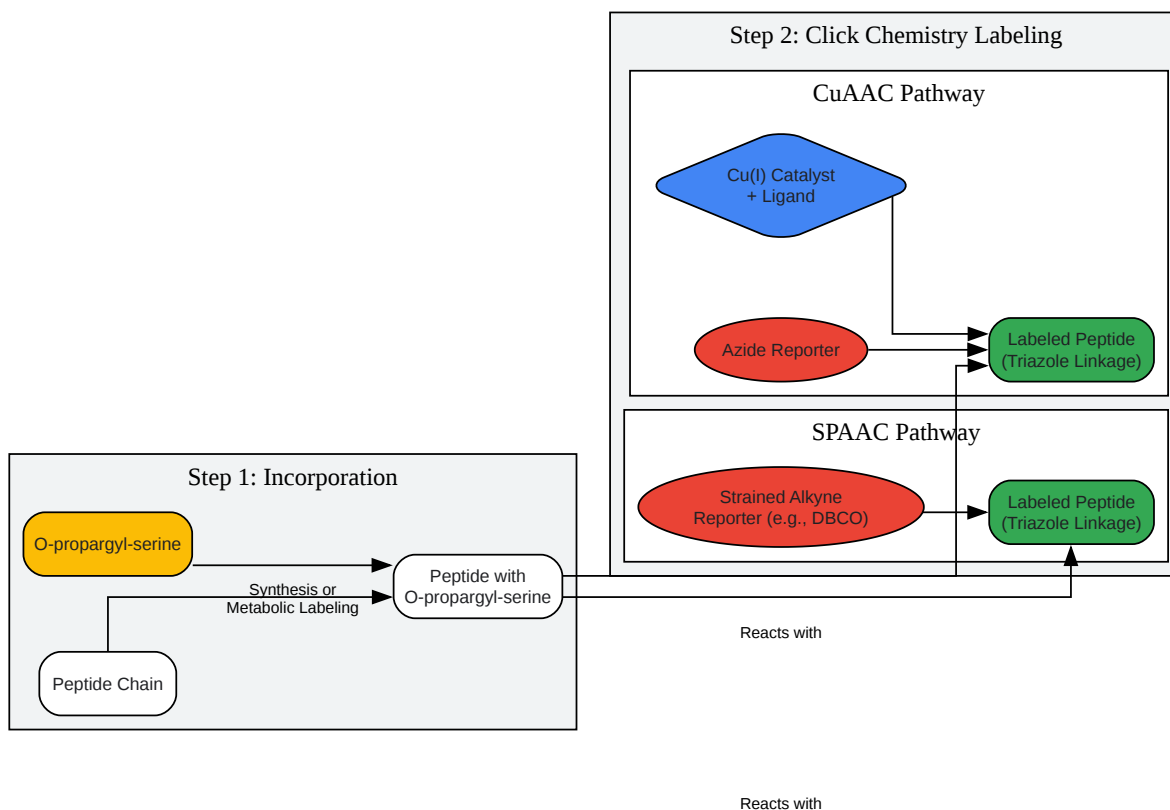 Step 2: Click Chemistry Labeling
CuAAC Pathway
Cu(I) Catalyst
+ Ligand
Azide Reporter
Labeled Peptide
(Triazole Linkage)
SPAAC Pathway
Strained Alkyne
Reporter (e.g., DBCO)
Labeled Peptide
(Triazole Linkage)
Step 1: Incorporation
O-propargyl-serine
Synthesis or
Metabolic Labeling
Peptide with
O-propargyl-serine
Peptide Chain
Reacts with
Reacts with